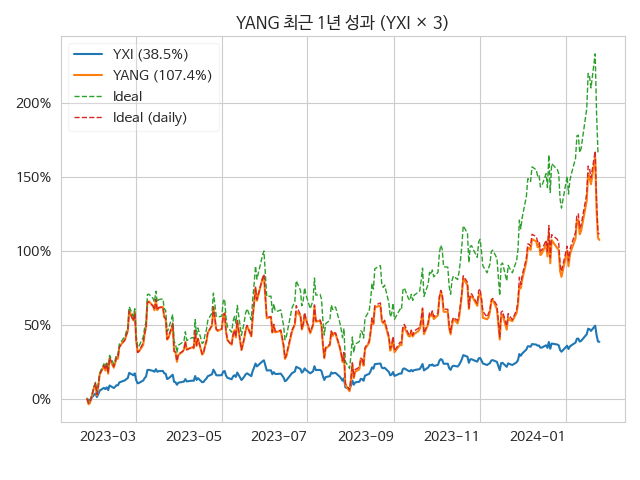 YANG 최근 1년 성과 (YXI × 3)
YXI (38.5%)
YANG (107.4%)
Ideal
Ideal (daily)
200%
150%
100%
50%
0%
2023−03 2023−05 2023−07 2023−09 2023−11 2024−01